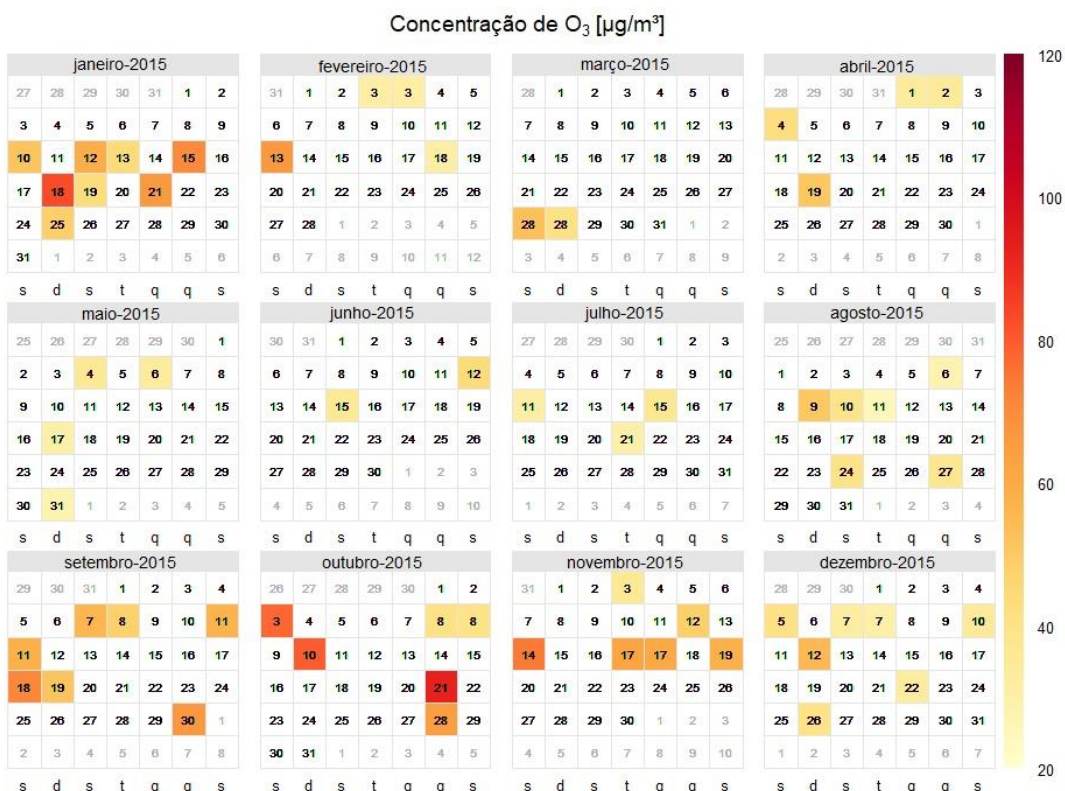 Concentração de O₃ [µg/m³]
janeiro-2015
27 28 29 30 31 1 2
3 4 5 6 7 8 9
10 11 12 13 14 15 16
17 18 19 20 21 22 23
24 25 26 27 28 29 30
31 1 2 3 4 5 6
s d s t q q s
fevereiro-2015
31 1 2 3 3 4 5
6 7 8 9 10 11 12
13 14 15 16 17 18 19
20 21 22 23 24 25 26
27 28 1 2 3 4 5
6 7 8 9 10 11 12
s d s t q q s
março-2015
28 1 2 3 4 5 6
7 8 9 10 11 12 13
14 15 16 17 18 19 20
21 22 23 24 25 26 27
28 28 29 30 31 1 2
3 4 5 6 7 8 9
s d s t q q s
abril-2015
28 29 30 31 1 2 3
4 5 6 7 8 9 10
11 12 13 14 15 16 17
18 19 20 21 22 23 24
25 26 27 28 29 30 1
2 3 4 5 6 7 8
s d s t q q s
maio-2015
25 26 27 28 29 30 1
2 3 4 5 6 7 8
9 10 11 12 13 14 15
16 17 18 19 20 21 22
23 24 25 26 27 28 29
30 31 1 2 3 4 5
s d s t q q s
junho-2015
30 31 1 2 3 4 5
6 7 8 9 10 11 12
13 14 15 16 17 18 19
20 21 22 23 24 25 26
27 28 29 30 1 2 3
4 5 6 7 8 9 10
s d s t q q s
julho-2015
27 28 29 30 1 2 3
4 5 6 7 8 9 10
11 12 13 14 15 16 17
18 19 20 21 22 23 24
25 26 27 28 29 30 31
1 2 3 4 5 6 7
s d s t q q s
agosto-2015
25 26 27 28 29 30 31
1 2 3 4 5 6 7
8 9 10 11 12 13 14
15 16 17 18 19 20 21
22 23 24 25 26 27 28
29 30 31 1 2 3 4
s d s t q q s
setembro-2015
29 30 31 1 2 3 4
5 6 7 8 9 10 11
11 12 13 14 15 16 17
18 19 20 21 22 23 24
25 26 27 28 29 30 1
2 3 4 5 6 7 8
s d s t q q s
outubro-2015
26 27 28 29 30 1 2
3 4 5 6 7 8 8
9 10 11 12 13 14 15
16 17 18 19 20 21 22
23 24 25 26 27 28 29
30 31 1 2 3 4 5
s d s t q q s
novembro-2015
31 1 2 3 4 5 6
7 8 9 10 11 12 13
14 15 16 17 17 18 19
20 21 22 23 24 25 26
27 28 29 30 1 2 3
4 5 6 7 8 9 10
s d s t q q s
dezembro-2015
28 29 30 1 2 3 4
5 6 7 7 8 9 10
11 12 13 14 15 16 17
18 19 20 21 22 23 24
25 26 27 28 29 30 31
1 2 3 4 5 6 7
s d s t q q s
120
100
80
60
40
20